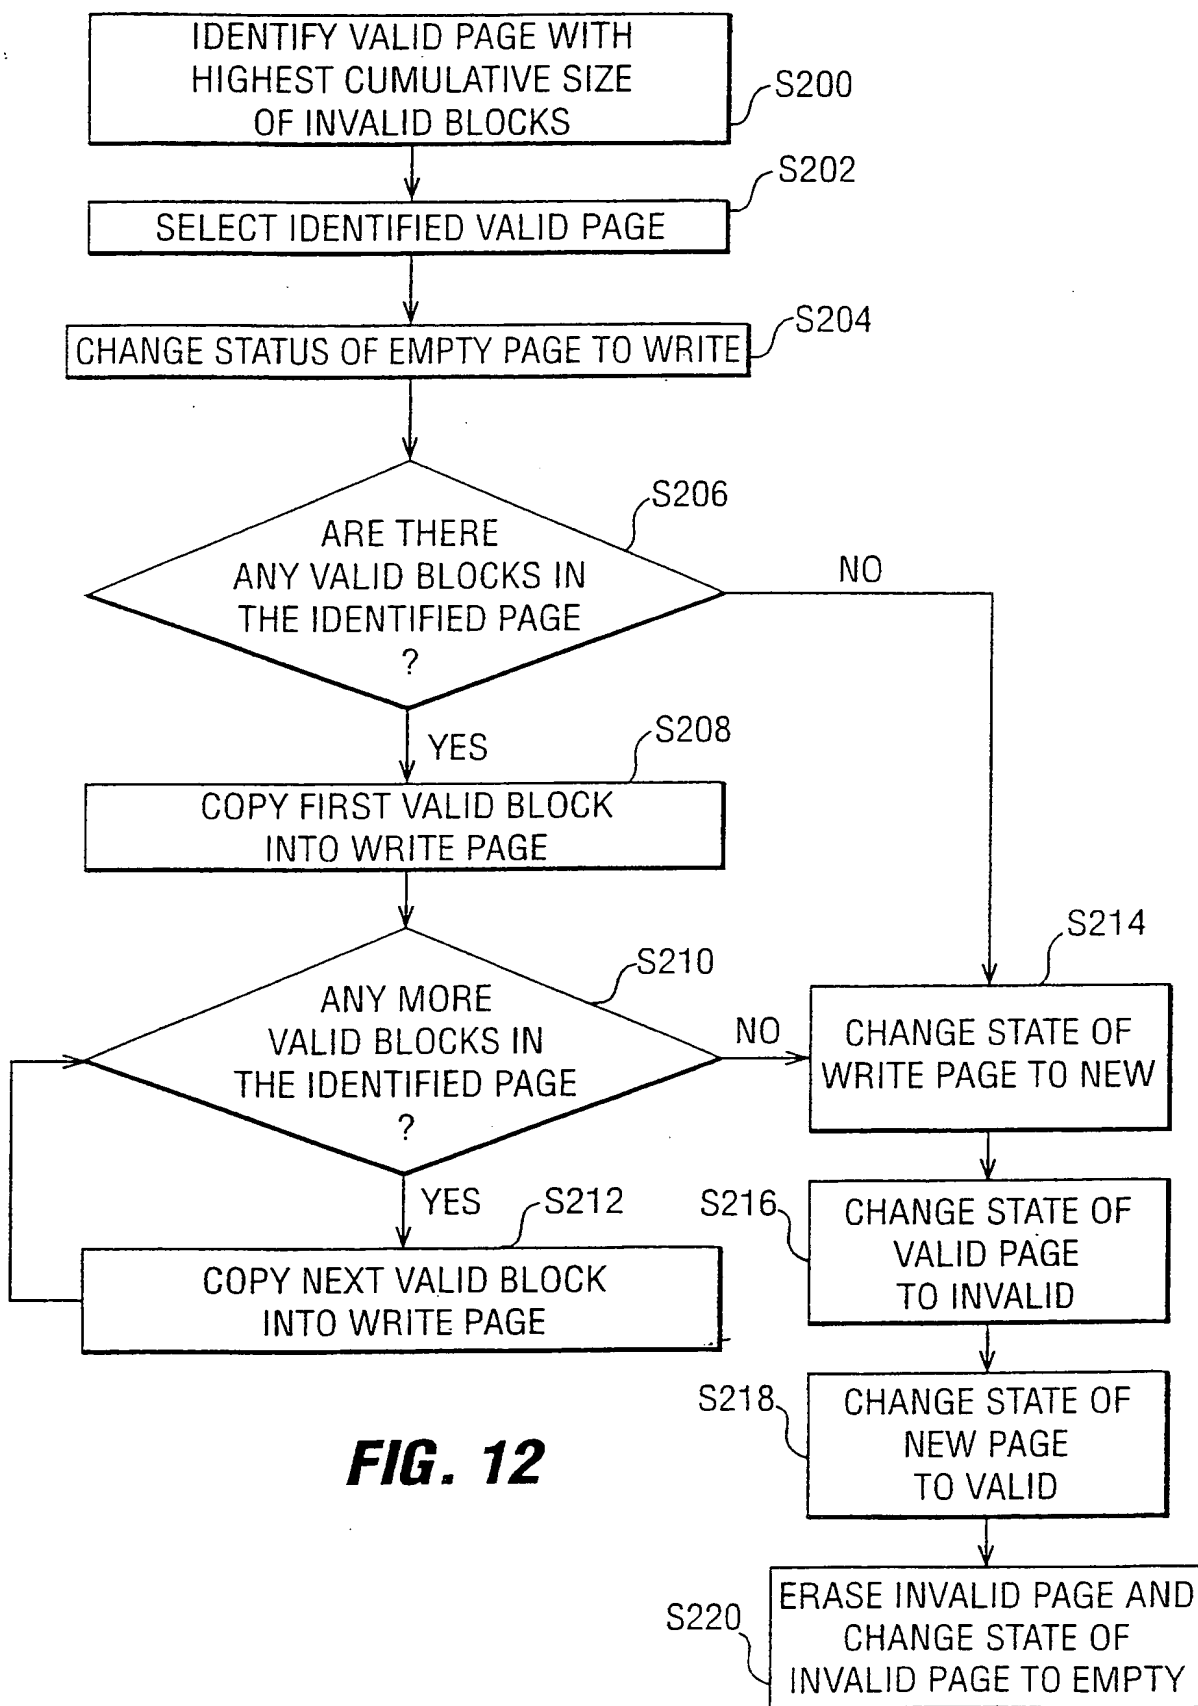 IDENTIFY VALID PAGE WITH
HIGHEST CUMULATIVE SIZE
OF INVALID BLOCKS
S200
S202
SELECT IDENTIFIED VALID PAGE
S204
CHANGE STATUS OF EMPTY PAGE TO WRITE
S206
ARE THERE
ANY VALID BLOCKS IN
THE IDENTIFIED PAGE
?
NO
YES
S208
COPY FIRST VALID BLOCK
INTO WRITE PAGE
S210
ANY MORE
VALID BLOCKS IN
THE IDENTIFIED PAGE
?
NO
YES
S212
COPY NEXT VALID BLOCK
INTO WRITE PAGE
S214
CHANGE STATE OF
WRITE PAGE TO NEW
S216
CHANGE STATE OF
VALID PAGE
TO INVALID
S218
CHANGE STATE OF
NEW PAGE
TO VALID
S220
ERASE INVALID PAGE AND
CHANGE STATE OF
INVALID PAGE TO EMPTY
FIG. 12